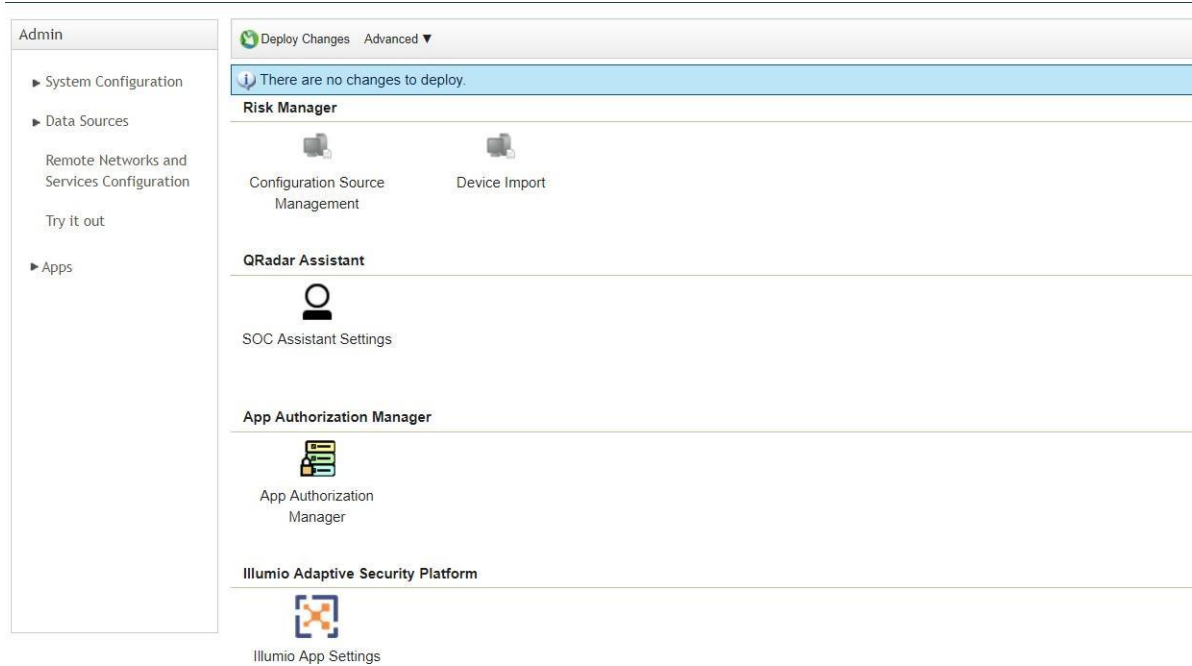 Admin
System Configuration
Data Sources
Remote Networks and
Services Configuration
Try it out
Apps
Deploy Changes Advanced ▼
There are no changes to deploy.
Risk Manager
Configuration Source
Management
Device Import
QRadar Assistant
SOC Assistant Settings
App Authorization Manager
App Authorization
Manager
Illumio Adaptive Security Platform
Illumio App Settings